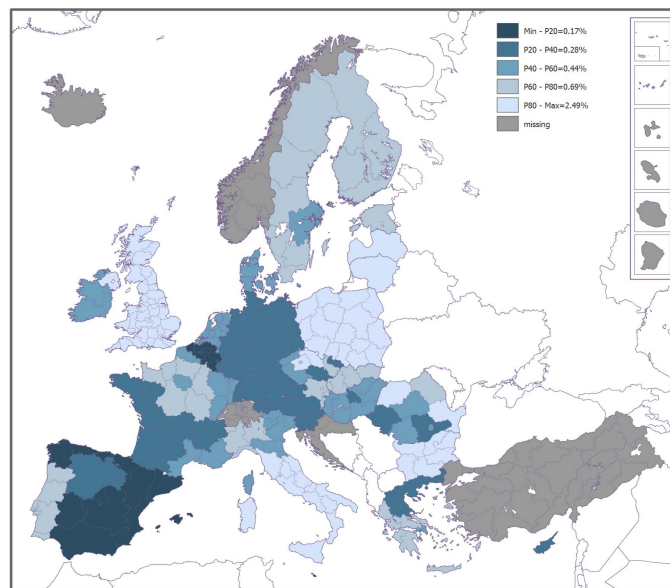 Min - P20=0.17%
P20 - P40=0.28%
P40 - P60=0.44%
P60 - P80=0.69%
P80 - Max=2.49%
missing